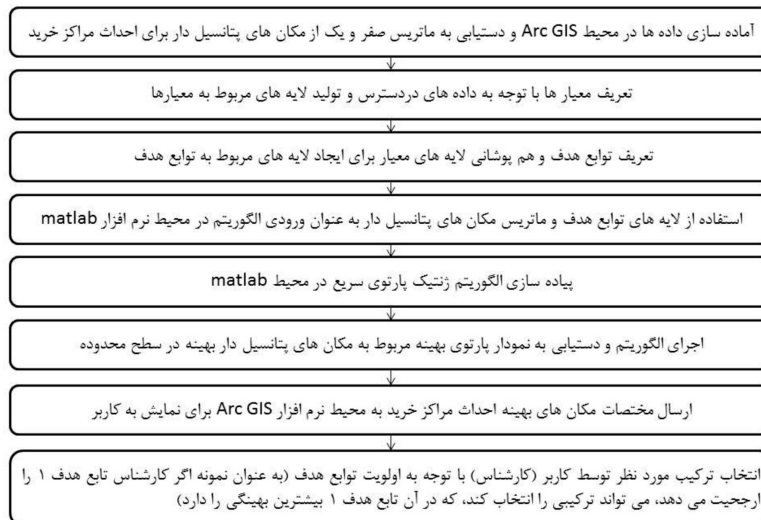 آماده سازی داده ها در محیط Arc GIS و دستیابی به ماتریس صفر و یک از مکان های پتانسیل دار برای احداث مراکز خرید
تعریف معیار ها با توجه به داده های دردسترس و تولید لایه های مربوط به معیارها
تعریف توابع هدف و هم پوشانی لایه های معیار برای ایجاد لایه های مربوط به توابع هدف
استفاده از لایه های توابع هدف و ماتریس مکان های پتانسیل دار به عنوان ورودی الگوریتم در محیط نرم افزار matlab
پیاده سازی الگوریتم ژنتیک پارتوی سریع در محیط matlab
اجرای الگوریتم و دستیابی به نمودار پارتوی بهینه مربوط به مکان های پتانسیل دار بهینه در سطح محدوده
ارسال مختصات مکان های بهینه احداث مراکز خرید به محیط نرم افزار Arc GIS برای نمایش به کاربر
انتخاب ترکیب مورد نظر توسط کاربر (کارشناس) با توجه به اولویت توابع هدف (به عنوان نمونه اگر کارشناس تابع هدف ۱ را
ارجحیت می دهد، می تواند ترکیبی را انتخاب کند، که در آن تابع هدف ۱ بیشترین بهینگی را دارد)